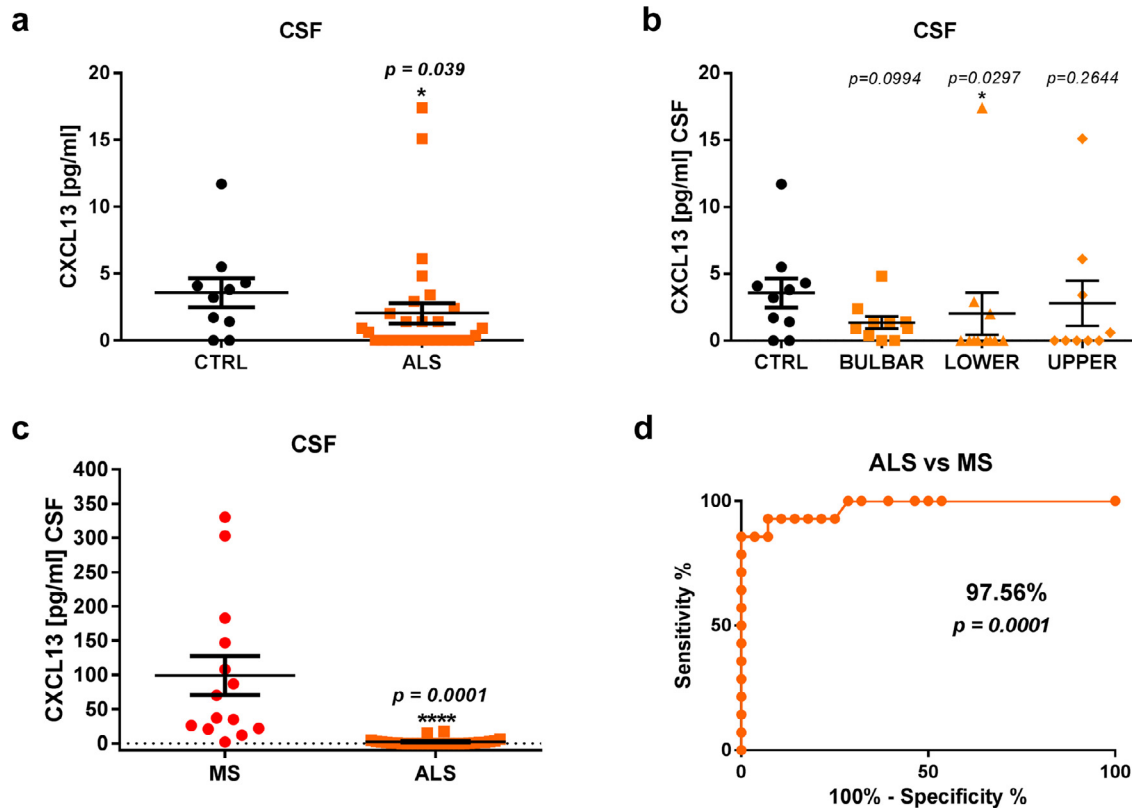 a
CSF
p = 0.039
*
CXCL13 [pg/ml]
20
15
10
5
0
CTRL
ALS
b
CSF
p=0.0994
p=0.0297
p=0.2644
*
CXCL13 [pg/ml] CSF
20
15
10
5
0
CTRL
BULBAR
LOWER
UPPER
c
CSF
CXCL13 [pg/ml] CSF
400
350
300
250
200
150
100
50
0
p = 0.0001
****
MS
ALS
d
ALS vs MS
Sensitivity %
100
50
0
97.56%
p = 0.0001
0
50
100
100% - Specificity %